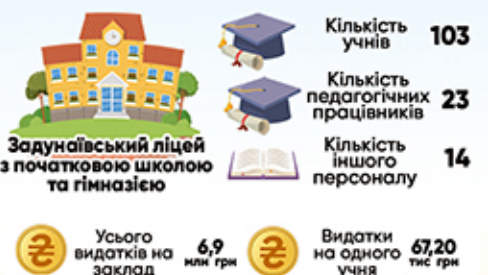 Кількість
учнів
103
Кількість
педагогічних
працівників
23
Задунаївський ліцей
з початковою школою
та гімназією
Кількість
іншого
персоналу
14
Усього
видатків на
заклад
6,9
млн грн
Видатки
на одного
учня
67,20
тис грн